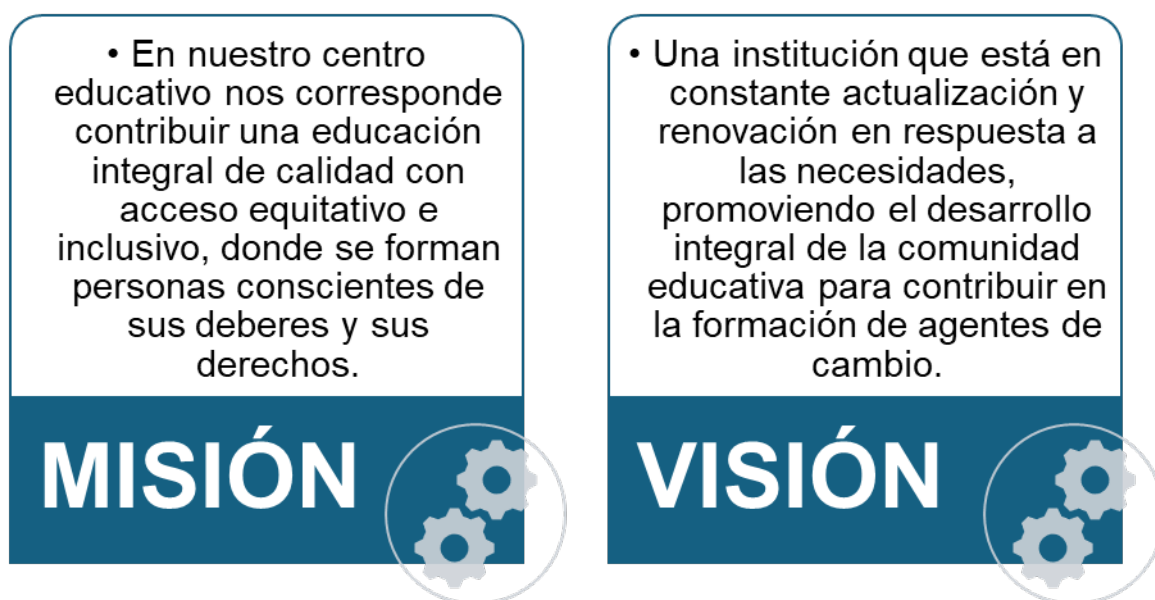 • En nuestro centro
educativo nos corresponde
contribuir una educación
integral de calidad con
acceso equitativo e
inclusivo, donde se forman
personas conscientes de
sus deberes y sus
derechos.
MISIÓN
• Una institución que está en
constante actualización y
renovación en respuesta a
las necesidades,
promoviendo el desarrollo
integral de la comunidad
educativa para contribuir en
la formación de agentes de
cambio.
VISIÓN